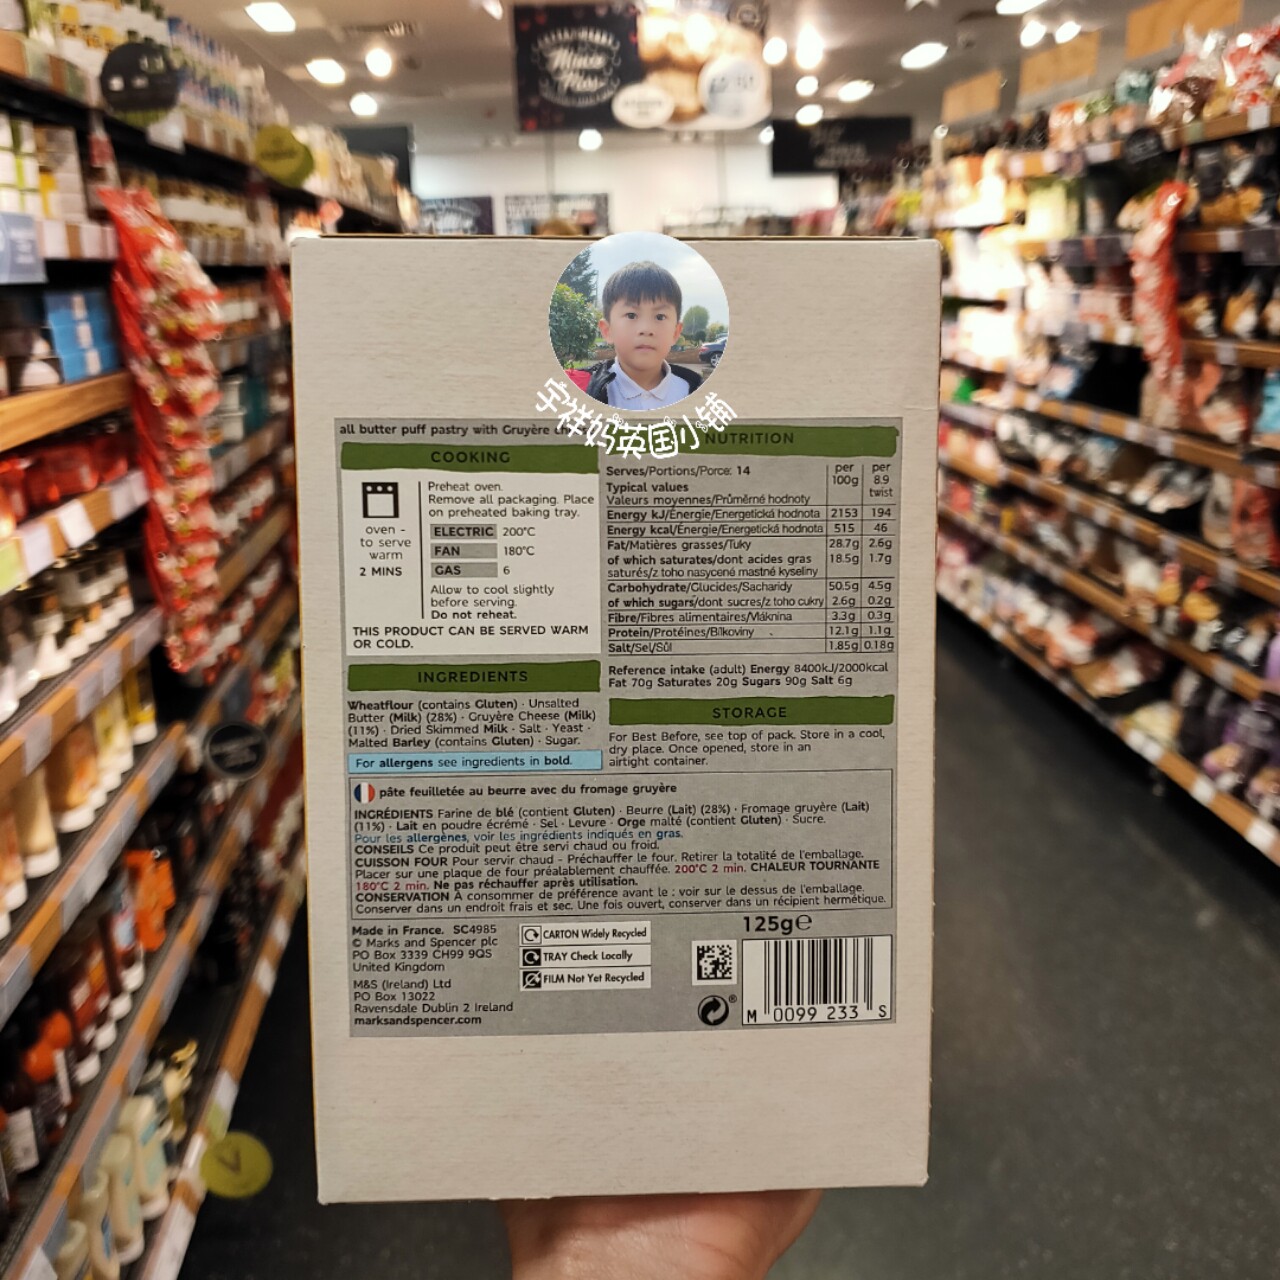 Mince
Pies
宇祥妈英国小铺
all butter puff pastry with Gruyère
COOKING
Preheat oven.
Remove all packaging. Place
on preheated baking tray.
oven -
to serve
warm
2 MINS
ELECTRIC 200°C
FAN 180°C
GAS 6
Allow to cool slightly
before serving.
Do not reheat.
THIS PRODUCT CAN BE SERVED WARM
OR COLD.
INGREDIENTS
Wheatflour (contains Gluten) · Unsalted
Butter (Milk) (28%) · Gruyère Cheese (Milk)
(11%) · Dried Skimmed Milk · Salt · Yeast ·
Malted Barley (contains Gluten) · Sugar.
For allergens see ingredients in bold.
NUTRITION
Serves/Portions/Porce: 14
per 100g
per 8.9 twist
Typical values
Valeurs moyennes/Průměrné hodnoty
Energy kJ/Énergie/Energetická hodnota 2153 194
Energy kcal/Énergie/Energetická hodnota 515 46
Fat/Matières grasses/Tuky 28.7g 2.6g
of which saturates/dont acides gras 18.5g 1.7g
saturés/z toho nasycené mastné kyseliny
Carbohydrate/Glucides/Sacharidy 50.5g 4.5g
of which sugars/dont sucres/z toho cukry 2.6g 0.2g
Fibre/Fibres alimentaires/Vláknina 3.3g 0.3g
Protein/Protéines/Bílkoviny 12.1g 1.1g
Salt/Sel/Sůl 1.85g 0.18g
Reference intake (adult) Energy 8400kJ/2000kcal
Fat 70g Saturates 20g Sugars 90g Salt 6g
STORAGE
For Best Before, see top of pack. Store in a cool,
dry place. Once opened, store in an
airtight container.
pâte feuilletée au beurre avec du fromage gruyère
INGRÉDIENTS Farine de blé (contient Gluten) · Beurre (Lait) (28%) · Fromage gruyère (Lait)
(11%) · Lait en poudre écrémé · Sel · Levure · Orge malté (contient Gluten) · Sucre.
Pour les allergènes, voir les ingrédients indiqués en gras.
CONSEILS Ce produit peut être servi chaud ou froid.
CUISSON FOUR Pour servir chaud - Préchauffer le four. Retirer la totalité de l'emballage.
Placer sur une plaque de four préalablement chauffée. 200°C 2 min. CHALEUR TOURNANTE
180°C 2 min. Ne pas réchauffer après utilisation.
CONSERVATION À consommer de préférence avant le : voir sur le dessus de l'emballage.
Conserver dans un endroit frais et sec. Une fois ouvert, conserver dans un récipient hermétique.
Made in France. SC4985
© Marks and Spencer plc
PO Box 3339 CH99 9QS
United Kingdom
M&S (Ireland) Ltd
PO Box 13022
Ravensdale Dublin 2 Ireland
marksandspencer.com
CARTON Widely Recycled
TRAY Check Locally
FILM Not Yet Recycled
125g℮
®
M 0099 233 S